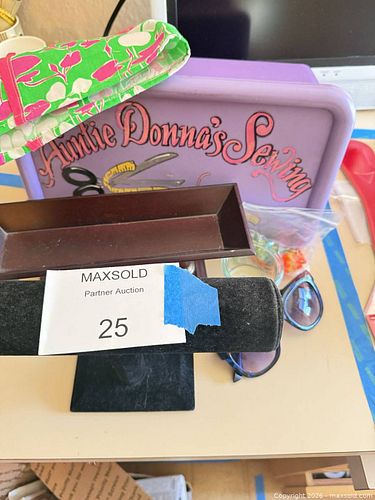 Auntie Donna's Sewing
MAXSOLD
Partner Auction
25
Copyright 2026 - maxsold.com